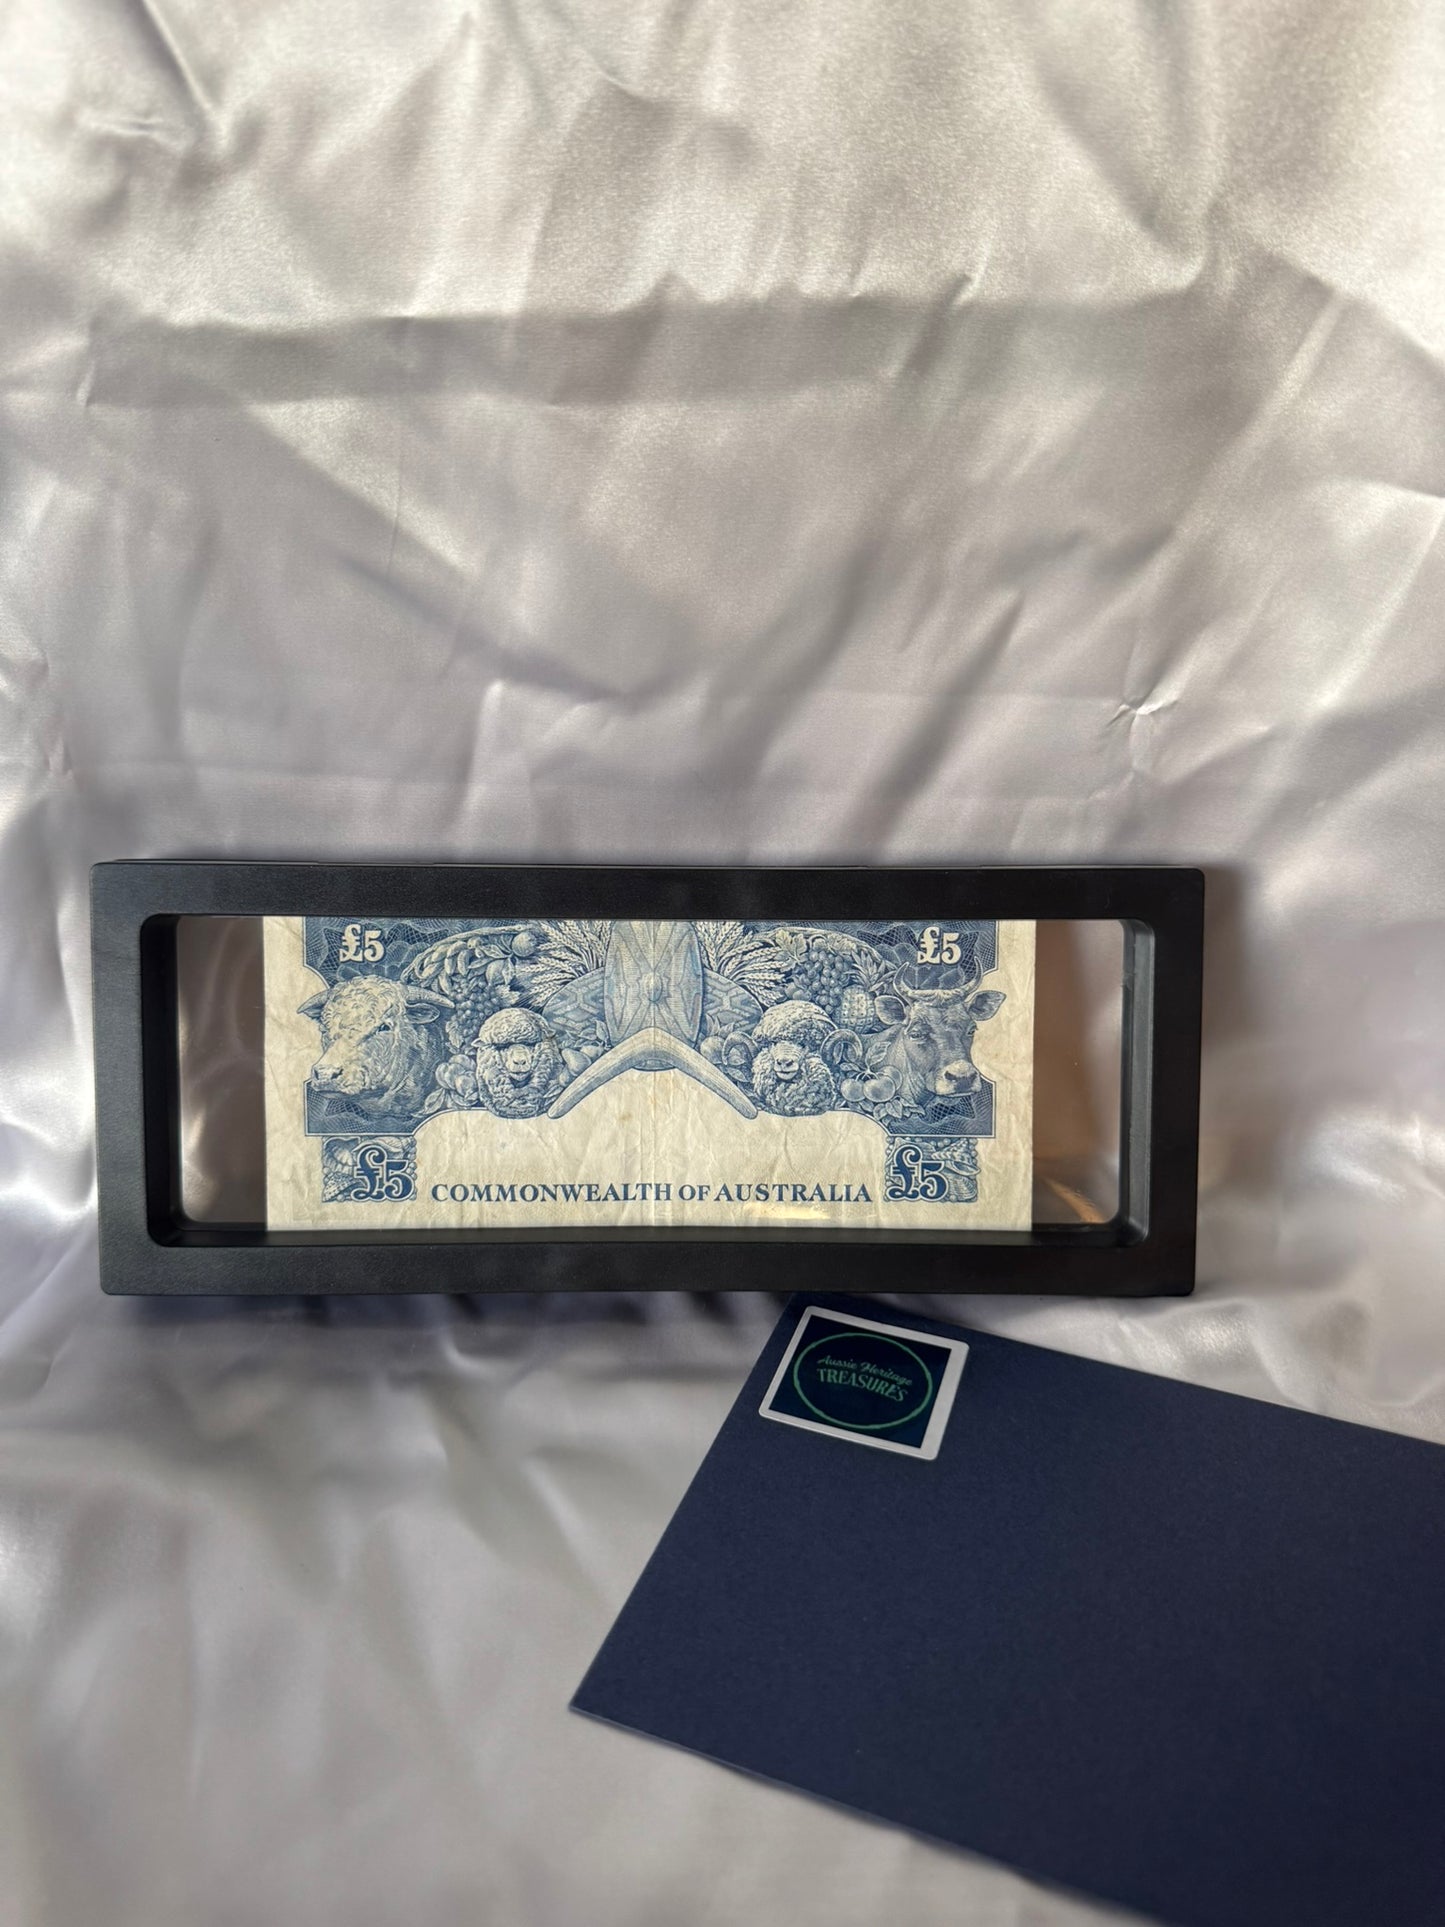 £5 £5
£5 COMMONWEALTH OF AUSTRALIA £5
Aussie Heritage
TREASURES